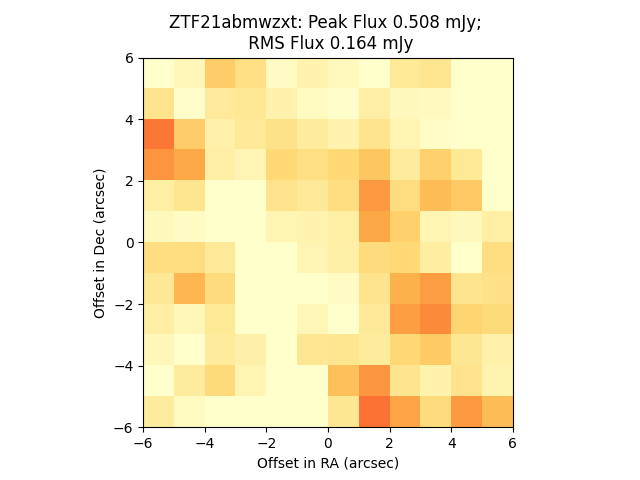 ZTF21abmwzxt: Peak Flux 0.508 mJy;
RMS Flux 0.164 mJy
6
4
2
0
−2
−4
−6
Offset in Dec (arcsec)
−6 −4 −2 0 2 4 6
Offset in RA (arcsec)